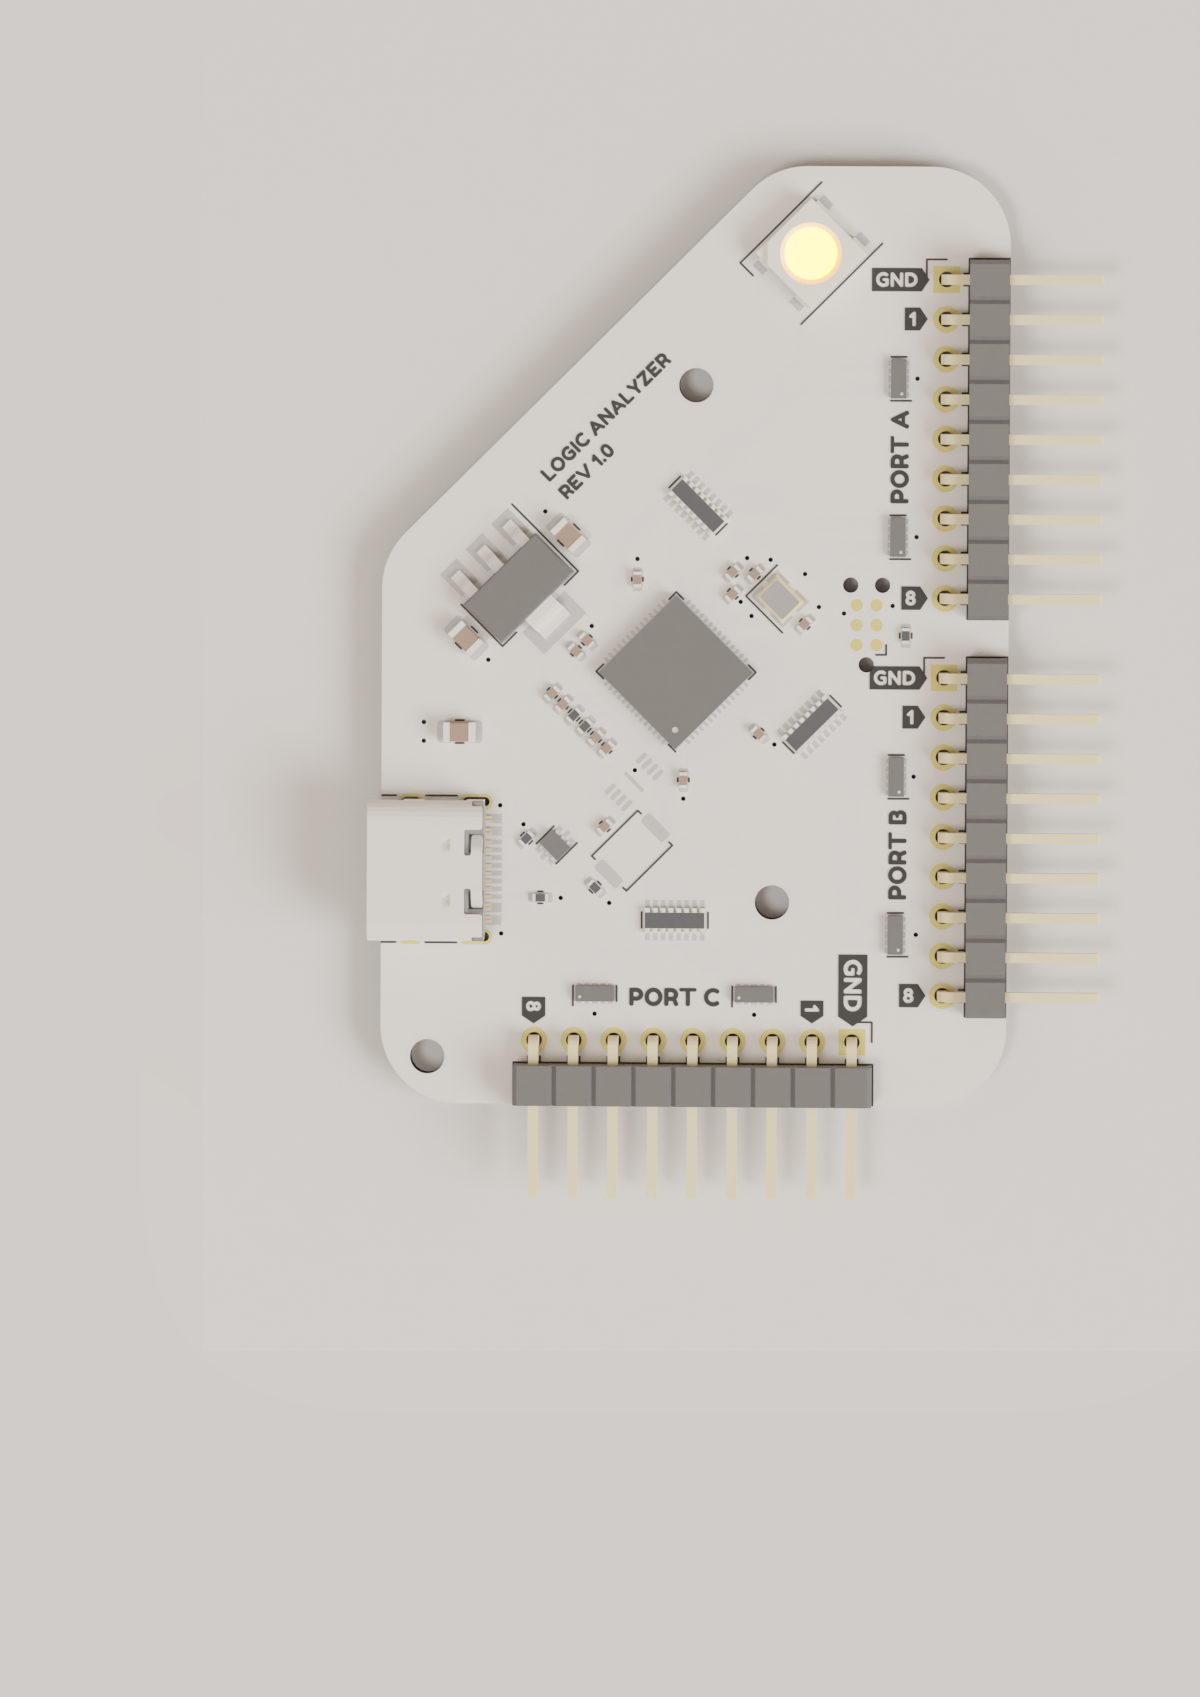 GND
1
LOGIC ANALYZER
REV 1.0
PORT A
8
GND
1
PORT B
8
PORT C
8
1
GND